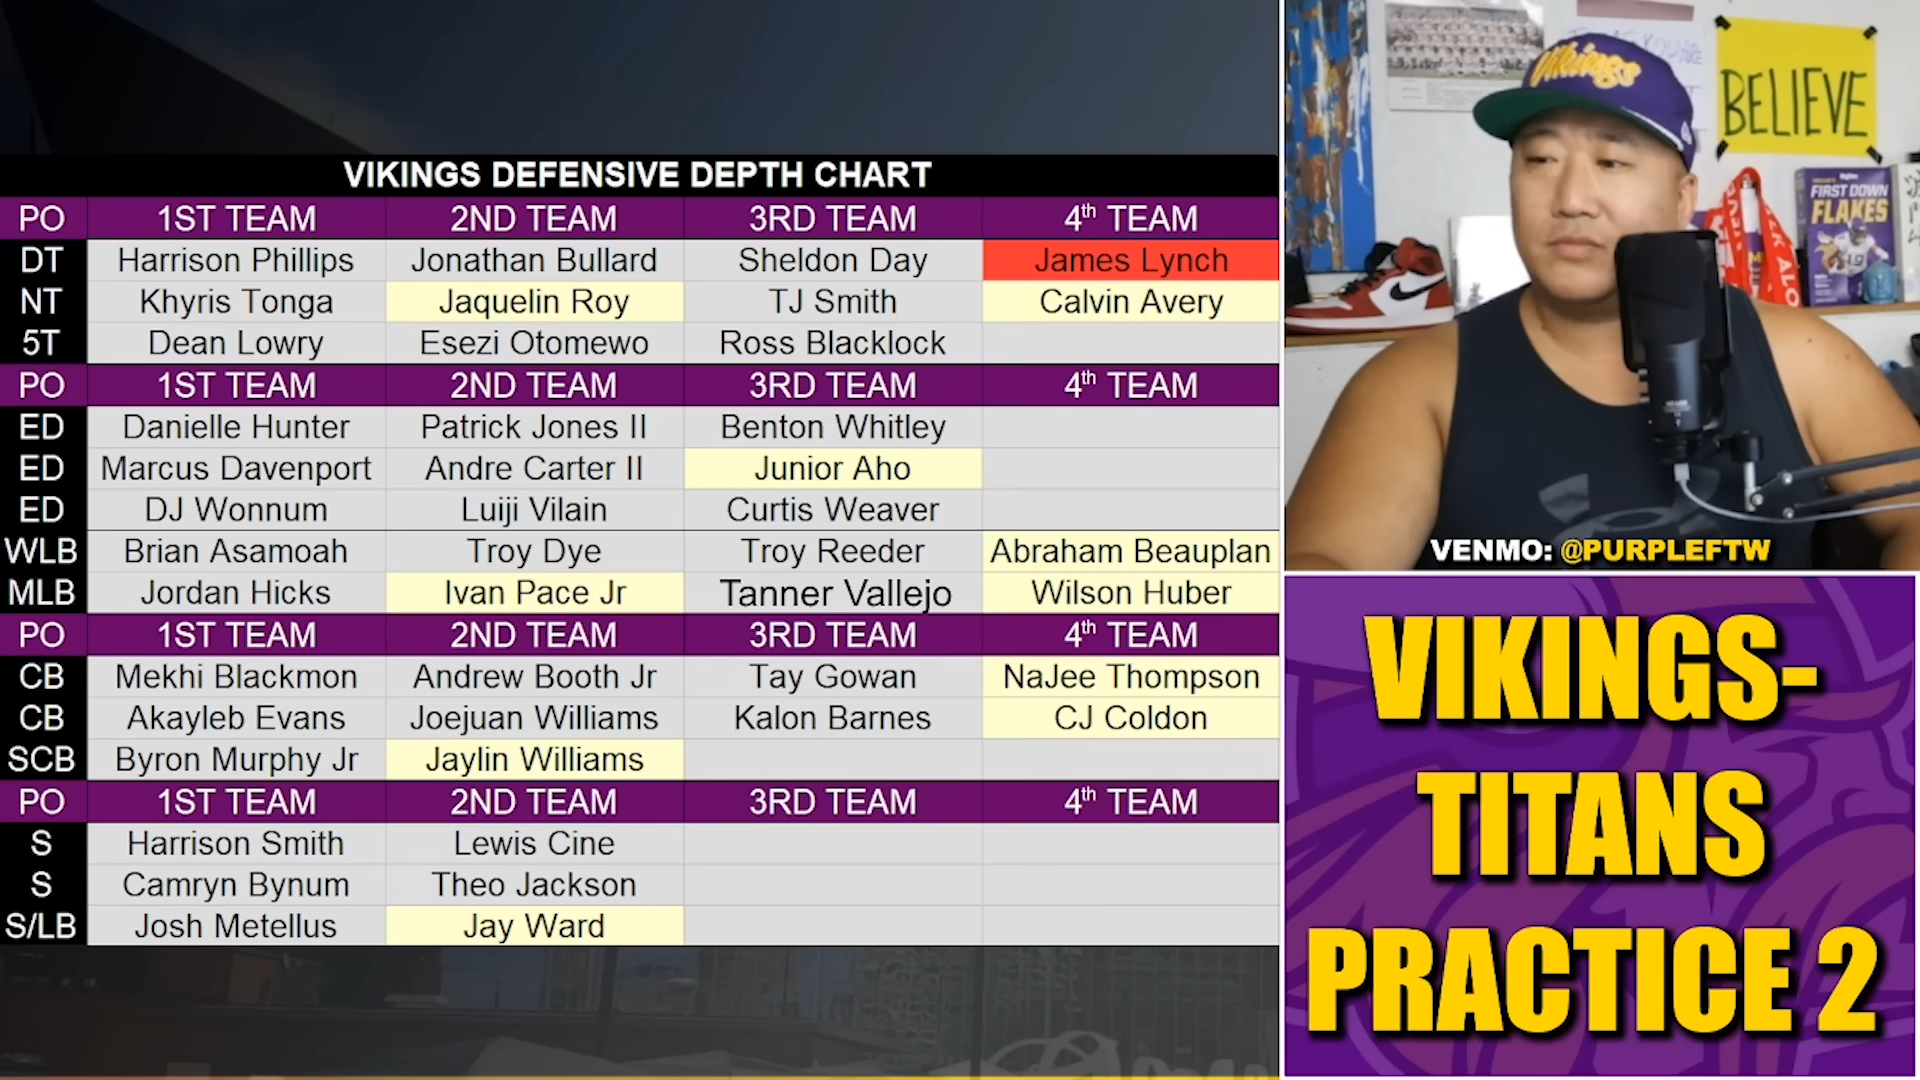 VIKINGS DEFENSIVE DEPTH CHART
PO 1ST TEAM 2ND TEAM 3RD TEAM 4th TEAM
DT Harrison Phillips Jonathan Bullard Sheldon Day James Lynch
NT Khyris Tonga Jaquelin Roy TJ Smith Calvin Avery
5T Dean Lowry Esezi Otomewo Ross Blacklock
PO 1ST TEAM 2ND TEAM 3RD TEAM 4th TEAM
ED Danielle Hunter Patrick Jones II Benton Whitley
ED Marcus Davenport Andre Carter II Junior Aho
ED DJ Wonnum Luiji Vilain Curtis Weaver
WLB Brian Asamoah Troy Dye Troy Reeder Abraham Beauplan
MLB Jordan Hicks Ivan Pace Jr Tanner Vallejo Wilson Huber
PO 1ST TEAM 2ND TEAM 3RD TEAM 4th TEAM
CB Mekhi Blackmon Andrew Booth Jr Tay Gowan NaJee Thompson
CB Akayleb Evans Joejuan Williams Kalon Barnes CJ Coldon
SCB Byron Murphy Jr Jaylin Williams
PO 1ST TEAM 2ND TEAM 3RD TEAM 4th TEAM
S Harrison Smith Lewis Cine
S Camryn Bynum Theo Jackson
S/LB Josh Metellus Jay Ward
Vikings
BELIEVE
FIRST DOWN
FLAKES
VENMO: @PURPLEFTW
VIKINGS-
TITANS
PRACTICE 2